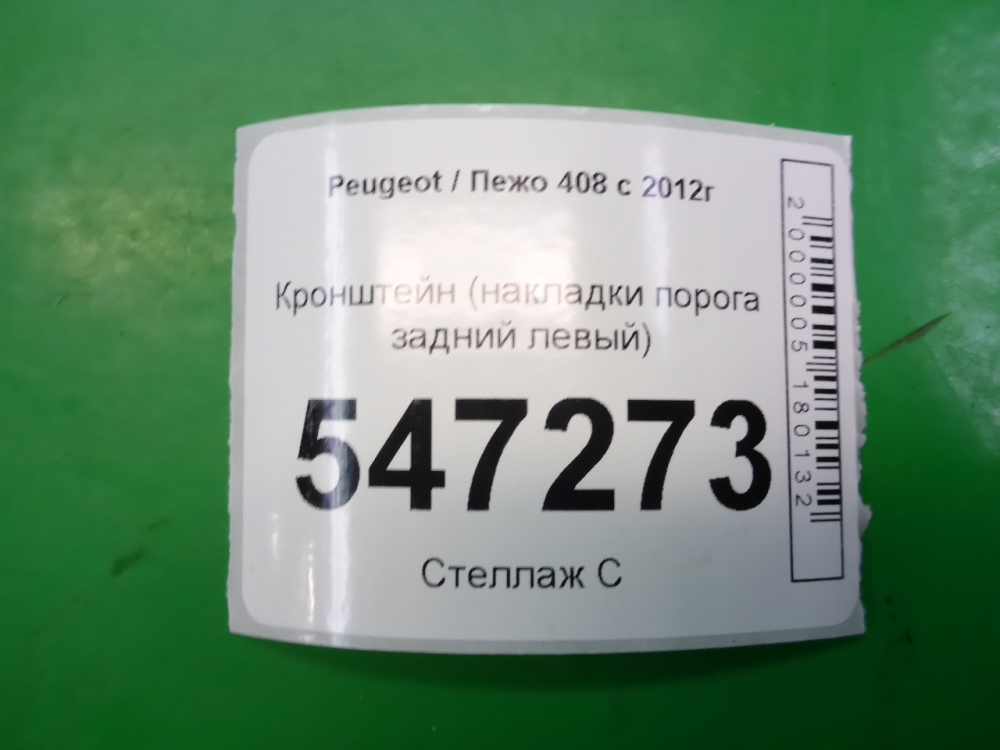 Peugeot / Пежо 408 с 2012г
Кронштейн (накладки порога
задний левый)
547273
Стеллаж С
2000005180132